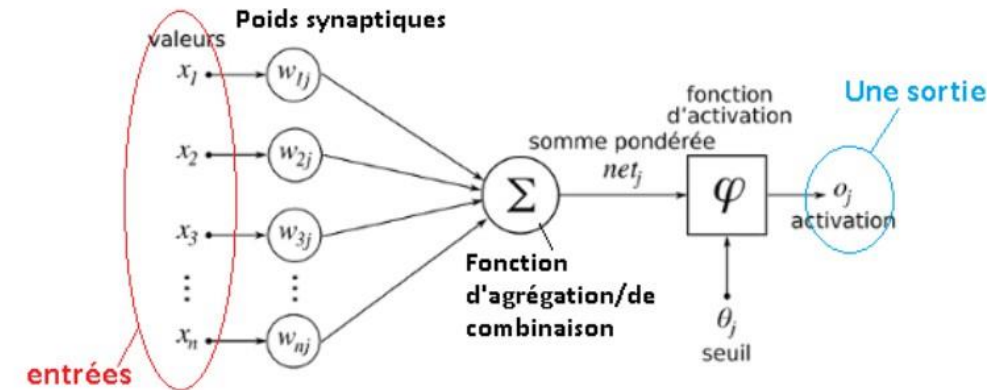 Poids synaptiques
valeurs
x₁
w₁ⱼ
x₂
w₂ⱼ
x₃
w₃ⱼ
⋮
⋮
xₙ
wₙⱼ
entrées
Σ
Fonction
d'agrégation/de
combinaison
somme pondérée
netⱼ
fonction
d'activation
φ
θⱼ
seuil
Une sortie
oⱼ
activation